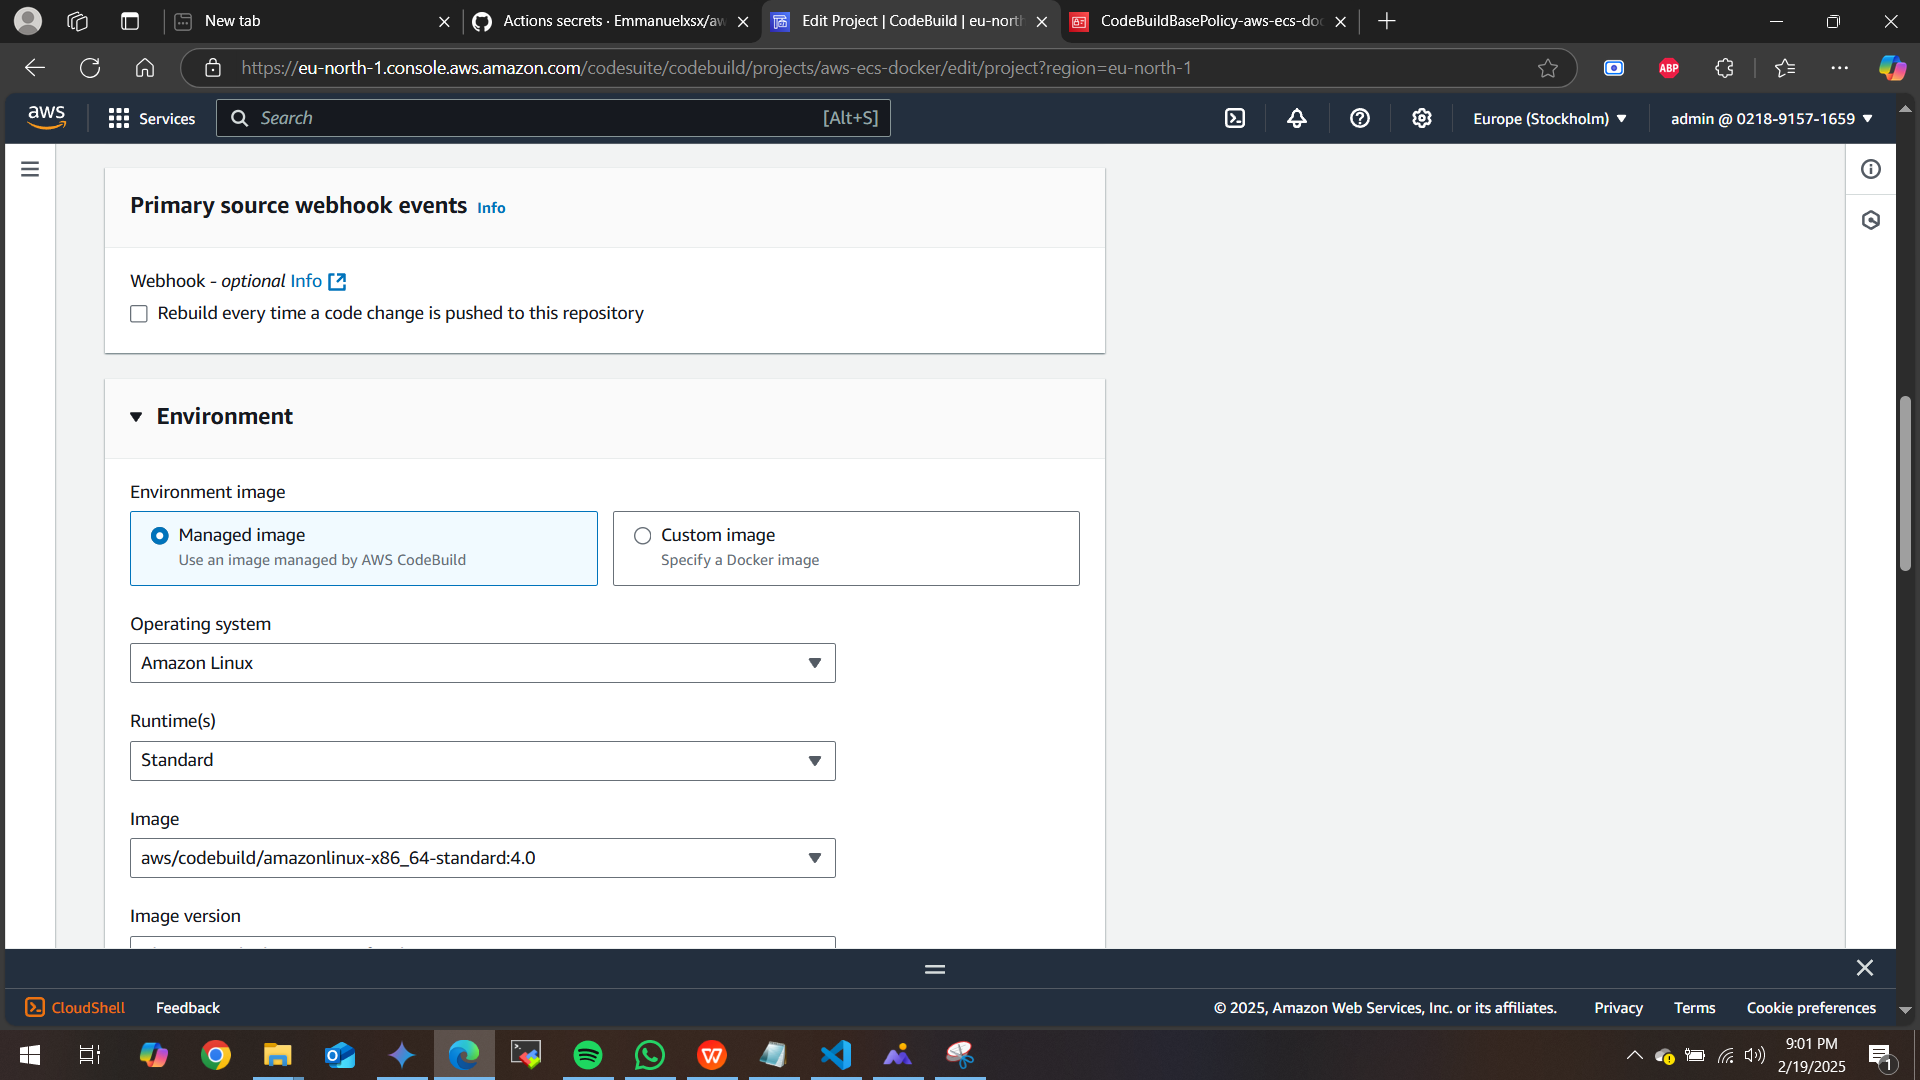 New tab
Actions secrets · Emmanuelxsx/aw
Edit Project | CodeBuild | eu-north
CodeBuildBasePolicy-aws-ecs-doc
https://eu-north-1.console.aws.amazon.com/codesuite/codebuild/projects/aws-ecs-docker/edit/project?region=eu-north-1
ABP
aws
Services
Search
[Alt+S]
Europe (Stockholm)
admin @ 0218-9157-1659
Primary source webhook events Info
Webhook - optional Info
Rebuild every time a code change is pushed to this repository
Environment
Environment image
Managed image
Use an image managed by AWS CodeBuild
Custom image
Specify a Docker image
Operating system
Amazon Linux
Runtime(s)
Standard
Image
aws/codebuild/amazonlinux-x86_64-standard:4.0
Image version
CloudShell
Feedback
© 2025, Amazon Web Services, Inc. or its affiliates.
Privacy
Terms
Cookie preferences
9:01 PM
2/19/2025
1